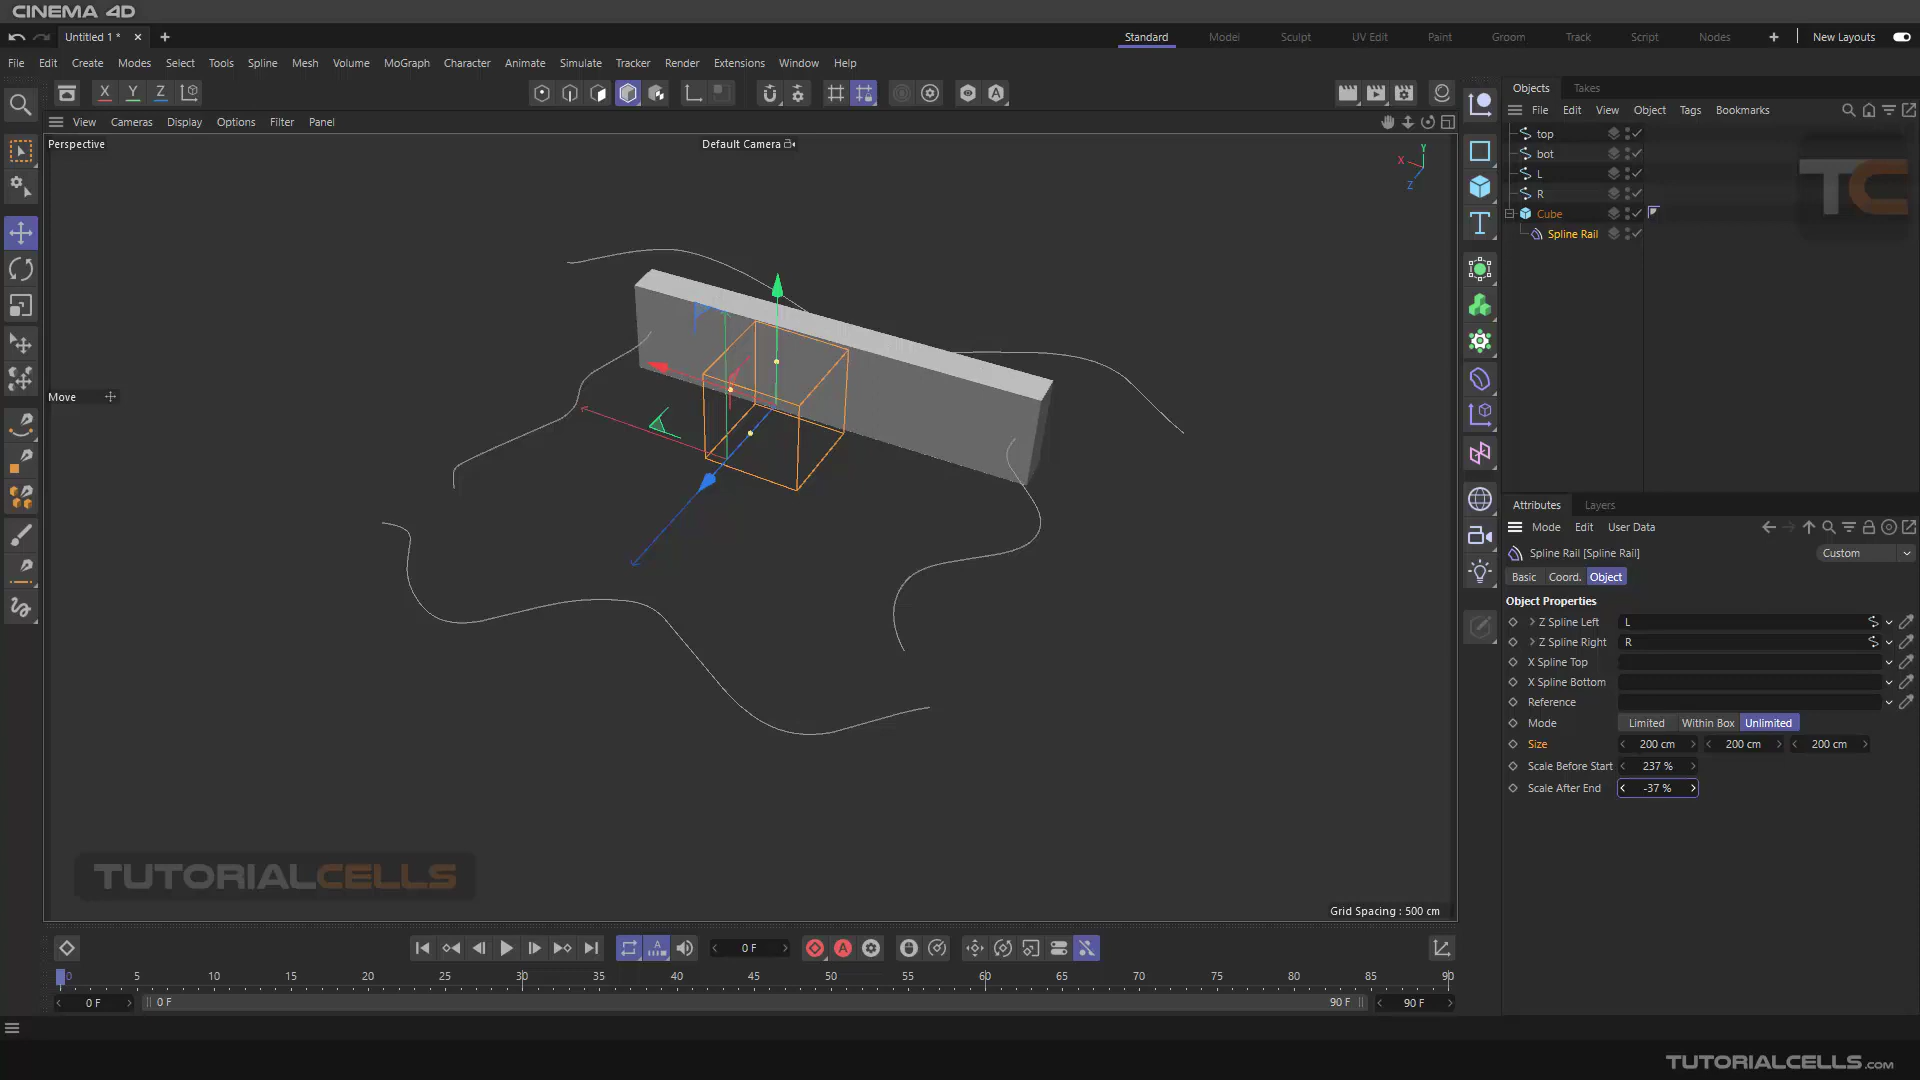 CINEMA 4D
Untitled 1 *
Standard Model Sculpt UV Edit Paint Groom Track Script Nodes New Layouts
File Edit Create Modes Select Tools Spline Mesh Volume MoGraph Character Animate Simulate Tracker Render Extensions Window Help
X Y Z
Objects Takes
File Edit View Object Tags Bookmarks
View Cameras Display Options Filter Panel
Perspective
Default Camera
Y
X
Z
top
bot
L
R
Cube
Spline Rail
TC
Move
Attributes Layers
Mode Edit User Data
Spline Rail [Spline Rail] Custom
Basic Coord. Object
Object Properties
Z Spline Left L
Z Spline Right R
X Spline Top
X Spline Bottom
Reference
Mode Limited Within Box Unlimited
Size 200 cm 200 cm 200 cm
Scale Before Start 237 %
Scale After End -37 %
TUTORIALCELLS
Grid Spacing : 500 cm
0 F
0 5 10 15 20 25 30 35 40 45 50 55 60 65 70 75 80 85 90
0 F 0 F 90 F 90 F
TUTORIALCELLS.COM